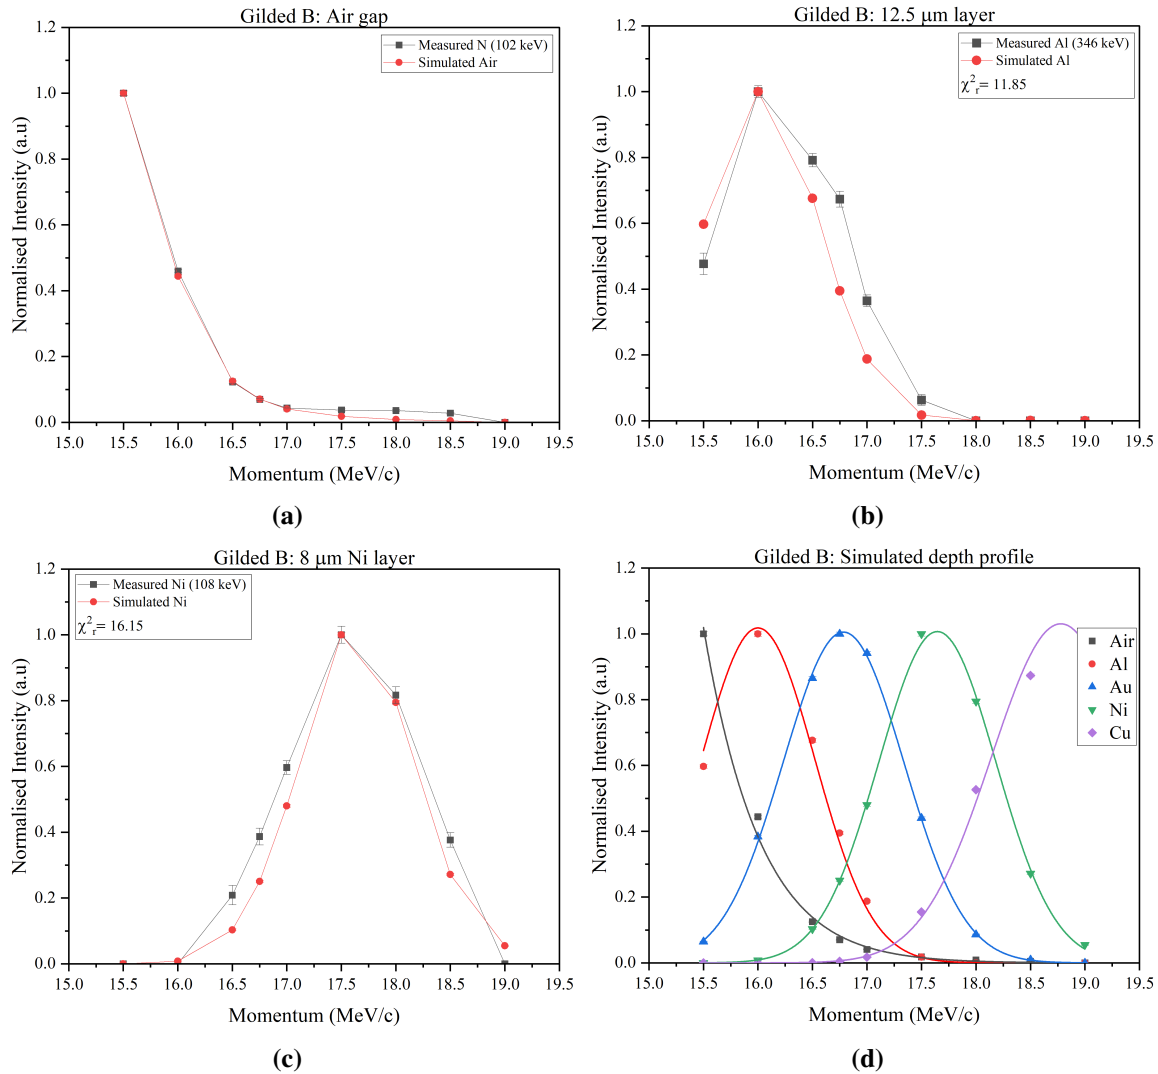 Gilded B: Air gap
Measured N (102 keV)
Simulated Air
Normalised Intensity (a.u)
1.2
1.0
0.8
0.6
0.4
0.2
0.0
15.0 15.5 16.0 16.5 17.0 17.5 18.0 18.5 19.0 19.5
Momentum (MeV/c)
(a)
Gilded B: 12.5 μm layer
Measured Al (346 keV)
Simulated Al
χ²ᵣ= 11.85
Normalised Intensity (a.u)
1.2
1.0
0.8
0.6
0.4
0.2
0.0
15.0 15.5 16.0 16.5 17.0 17.5 18.0 18.5 19.0 19.5
Momentum (MeV/c)
(b)
Gilded B: 8 μm Ni layer
Measured Ni (108 keV)
Simulated Ni
χ²ᵣ= 16.15
Normalised Intensity (a.u)
1.2
1.0
0.8
0.6
0.4
0.2
0.0
15.0 15.5 16.0 16.5 17.0 17.5 18.0 18.5 19.0 19.5
Momentum (MeV/c)
(c)
Gilded B: Simulated depth profile
Air
Al
Au
Ni
Cu
Normalised Intensity (a.u)
1.2
1.0
0.8
0.6
0.4
0.2
0.0
15.0 15.5 16.0 16.5 17.0 17.5 18.0 18.5 19.0 19.5
Momentum (MeV/c)
(d)